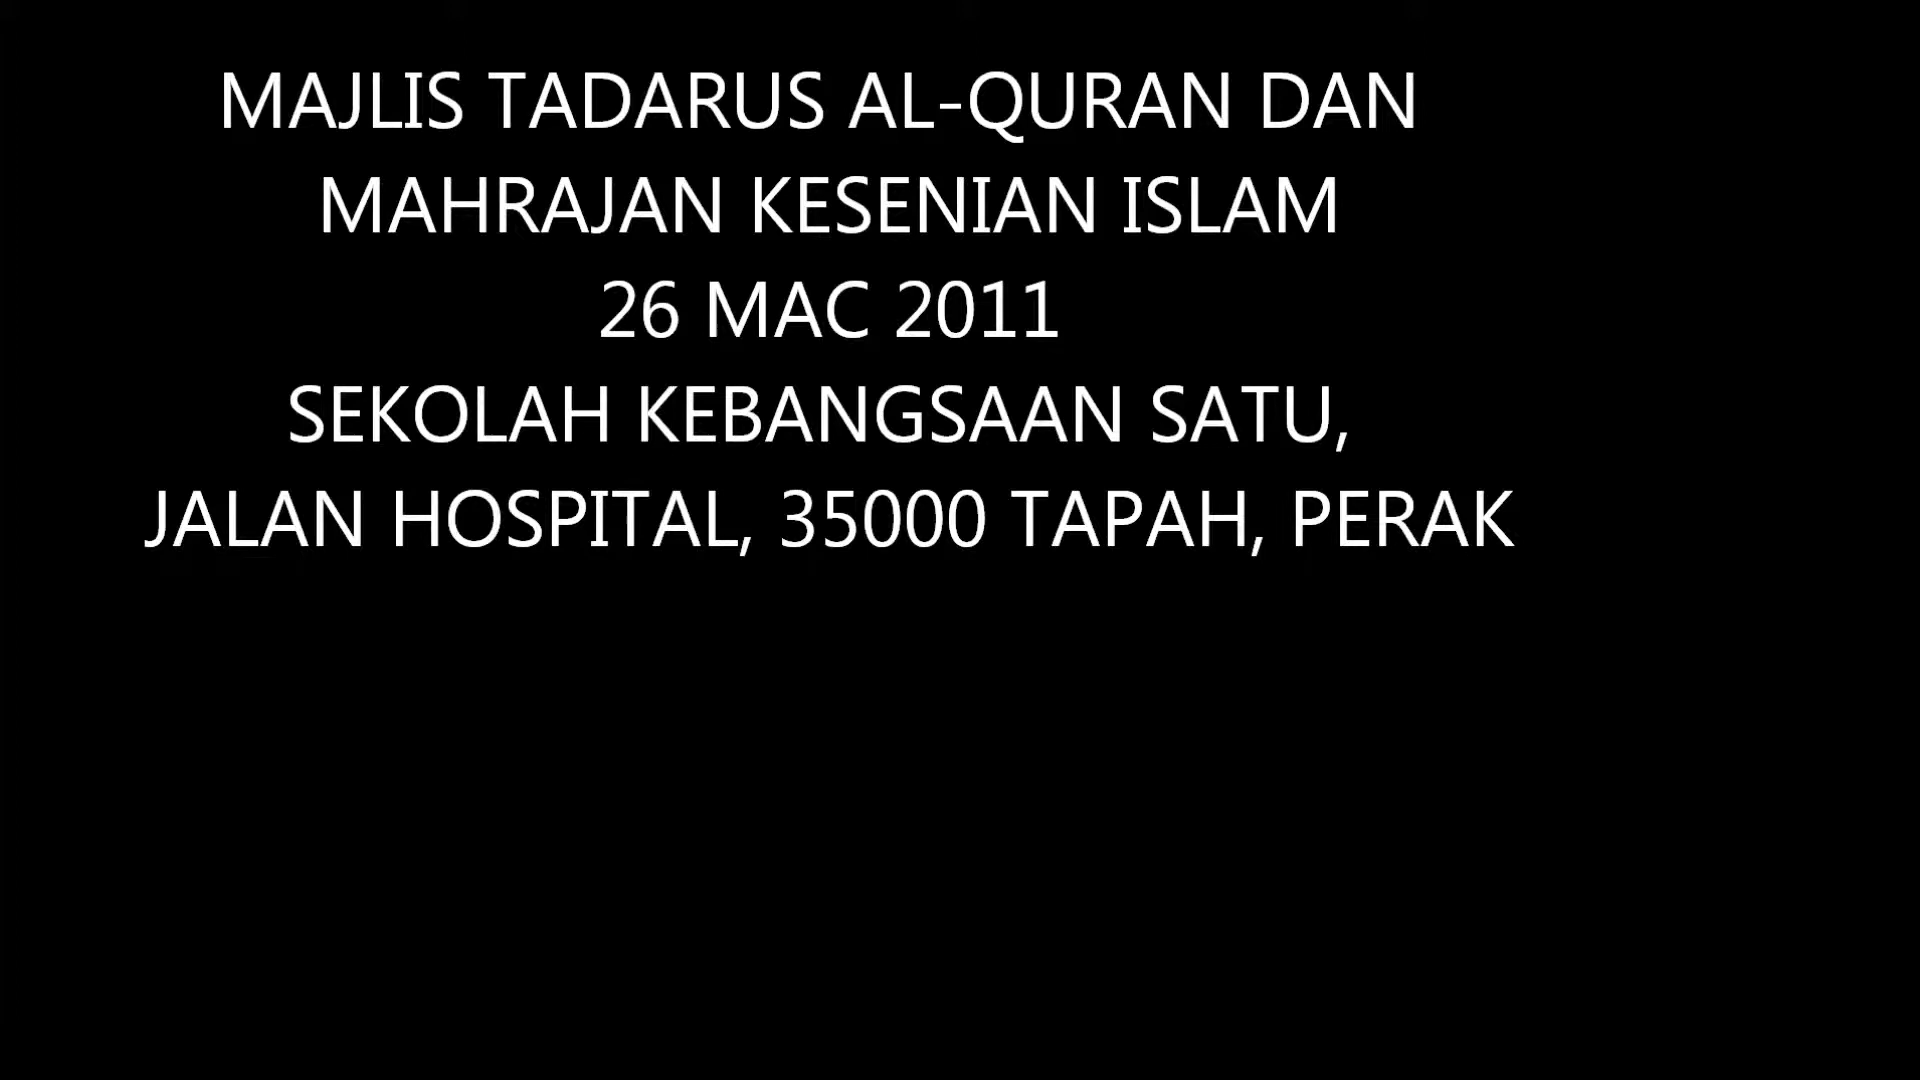 MAJLIS TADARUS AL-QURAN DAN
MAHRAJAN KESENIAN ISLAM
26 MAC 2011
SEKOLAH KEBANGSAAN SATU,
JALAN HOSPITAL, 35000 TAPAH, PERAK